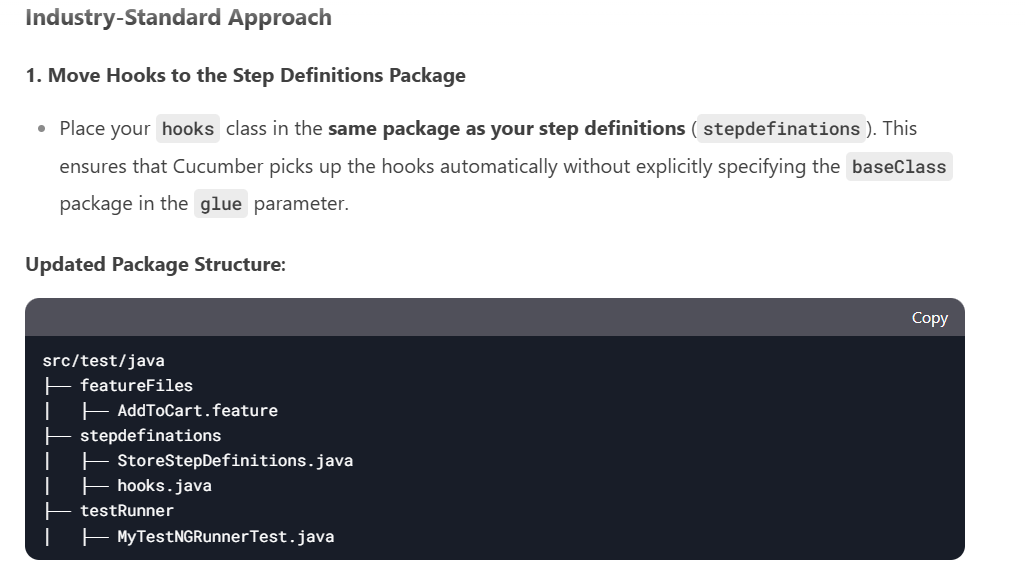 Industry-Standard Approach
1. Move Hooks to the Step Definitions Package
• Place your hooks class in the same package as your step definitions (stepdefinations). This
ensures that Cucumber picks up the hooks automatically without explicitly specifying the baseClass
package in the glue parameter.
Updated Package Structure:
Copy
src/test/java
├── featureFiles
│   ├── AddToCart.feature
├── stepdefinations
│   ├── StoreStepDefinitions.java
│   ├── hooks.java
├── testRunner
│   ├── MyTestNGRunnerTest.java